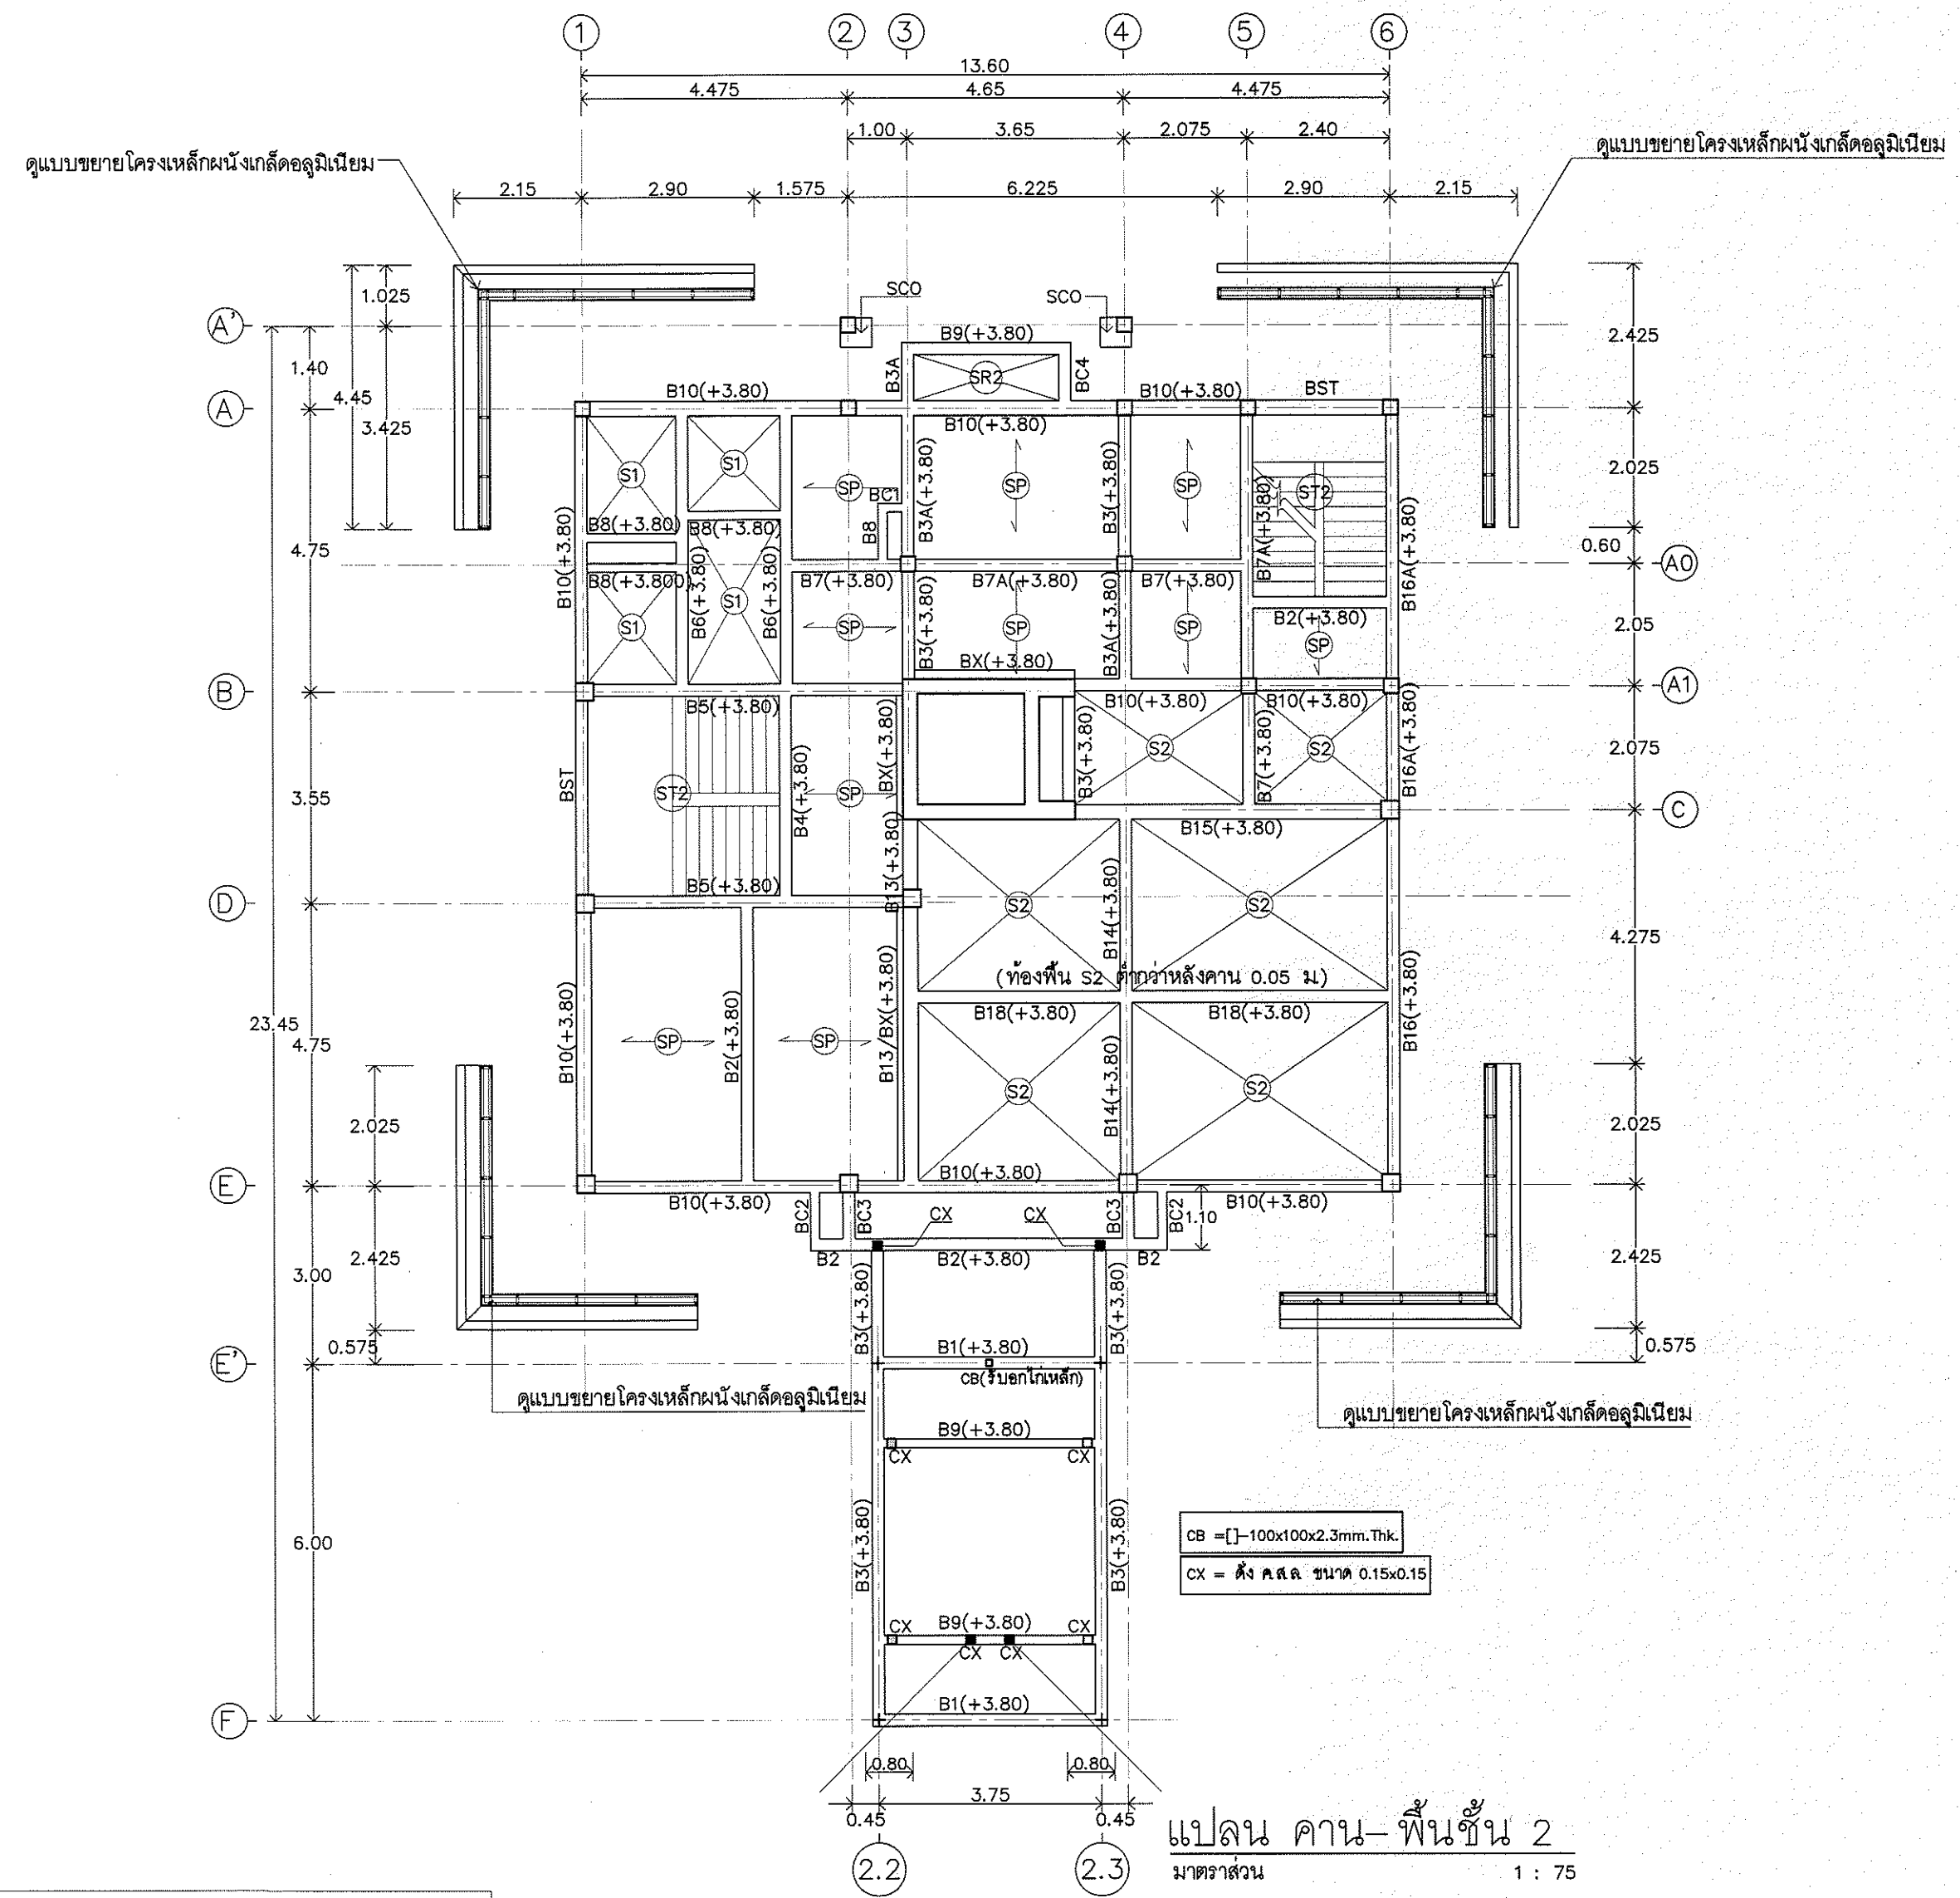 1 2 3 4 5 6
13.60
4.475 4.65 4.475
1.00 3.65 2.075 2.40
ดูแบบขยายโครงเหล็กผนังเกล็ดอลูมิเนียม
ดูแบบขยายโครงเหล็กผนังเกล็ดอลูมิเนียม
2.15 2.90 1.575 6.225 2.90 2.15
SCO SCO
1.025
A'
B9(+3.80)
2.425
1.40
B3A SR2 BC4
4.45
B10(+3.80) B10(+3.80) BST
A
3.425
B10(+3.80)
S1 S1 SP BC1 B3A(+3.80) SP B3(+3.80) SP B7A(+3.80) ST2 B16A(+3.80)
2.025
B8(+3.80) B8(+3.80) B8
4.75
B10(+3.80)
0.60
A0
B8(+3.800) B7(+3.80) B7A(+3.80) B7(+3.80)
B6(+3.80) S1 B6(+3.80)
S1 SP B3(+3.80) SP B3A(+3.80) SP
B2(+3.80)
2.05
SP
BX(+3.80)
B A1
B5(+3.80) B10(+3.80) B10(+3.80)
BX(+3.80) B3(+3.80) S2 B7(+3.80) S2 B16A(+3.80)
2.075
3.55
BST ST2 B4(+3.80) SP
C
B15(+3.80)
B13(+3.80)
B5(+3.80)
D
S2 B14(+3.80) S2
4.275
(ท้องพื้น S2 ต่ำกว่าหลังคาน 0.05 ม.)
B10(+3.80) B2(+3.80) B13/BX(+3.80) B16(+3.80)
B18(+3.80) B18(+3.80)
23.45
4.75
SP SP
S2 B14(+3.80) S2
2.025 2.025
B10(+3.80)
E
B10(+3.80) B10(+3.80)
BC2 BC3 CX CX BC3 BC2 1.10
B2 B2(+3.80) B2
2.425 2.425
3.00
B3(+3.80) B3(+3.80)
0.575 B1(+3.80) 0.575
E'
CB(รับอกไก่เหล็ก)
ดูแบบขยายโครงเหล็กผนังเกล็ดอลูมิเนียม
ดูแบบขยายโครงเหล็กผนังเกล็ดอลูมิเนียม
B9(+3.80)
CX CX
6.00
B3(+3.80) B3(+3.80)
CB =[]-100x100x2.3mm.Thk.
CX = ดั้ง ค.ส.ล. ขนาด 0.15x0.15
B9(+3.80)
CX CX
CX CX
B1(+3.80)
F
0.80 0.80
3.75
0.45 0.45
2.2 2.3
แปลน คาน-พื้นชั้น 2
มาตราส่วน 1 : 75